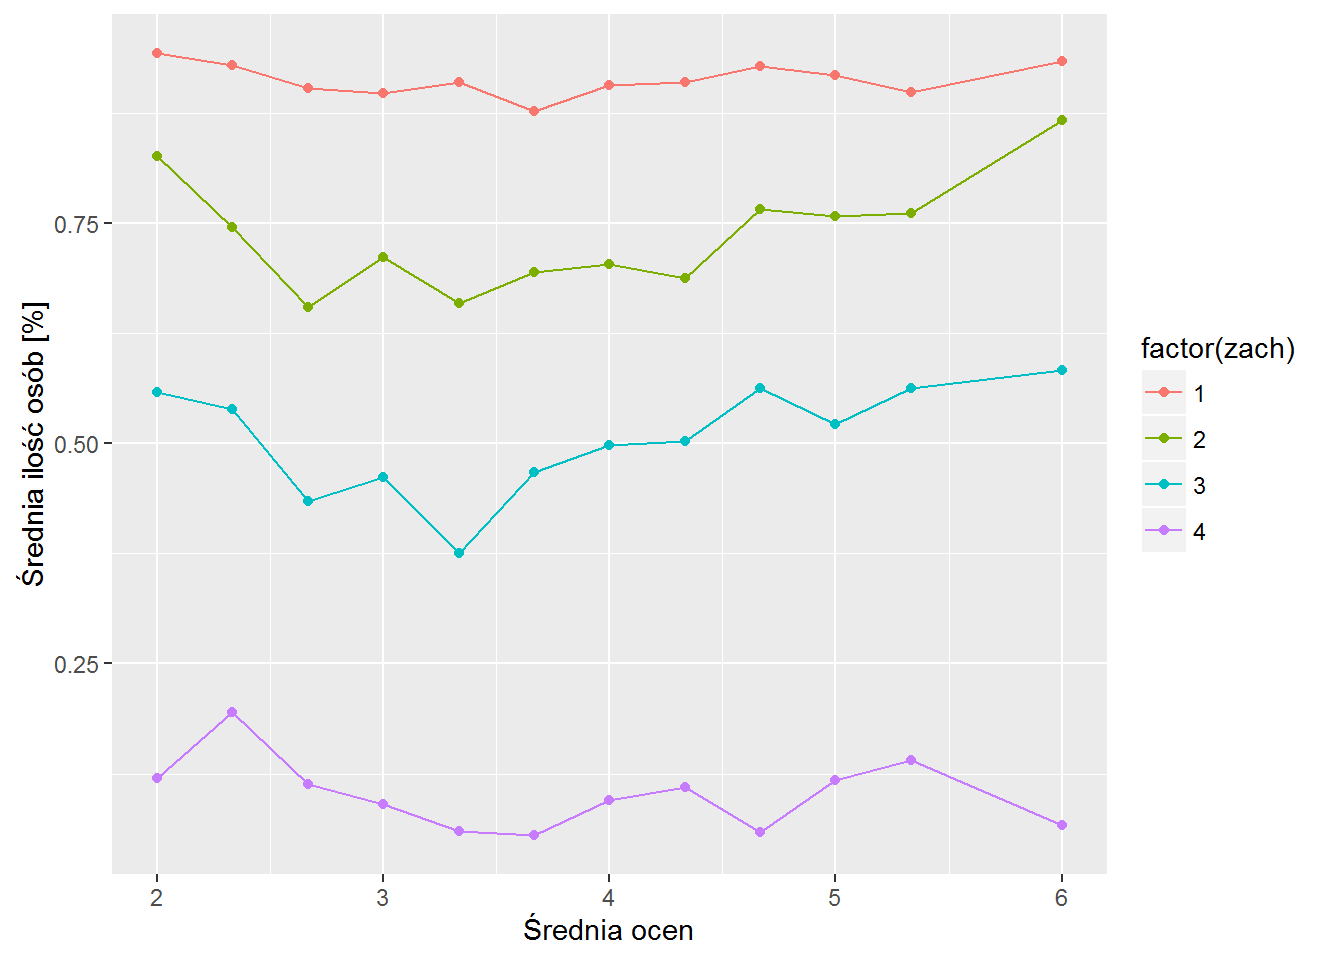 Średnia ilość osób [%]
0.75
0.50
0.25
2 3 4 5 6
Średnia ocen
factor(zach)
1
2
3
4